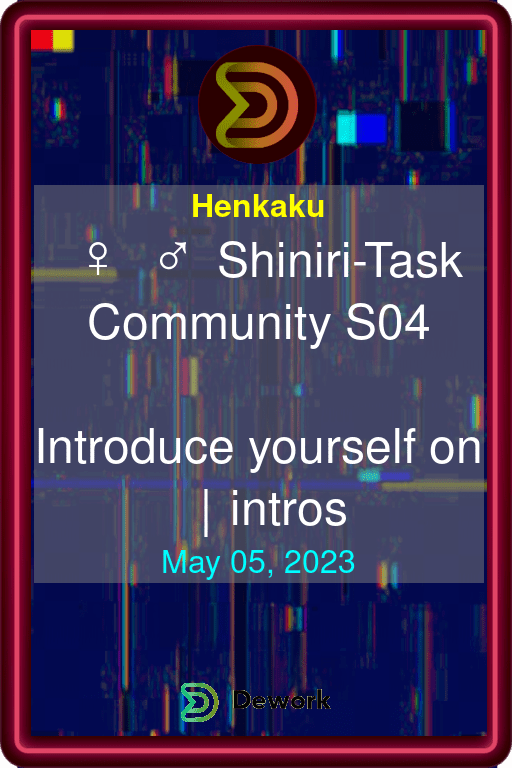 Henkaku
♀ ♂ Shiniri-Task
Community S04
Introduce yourself on
| intros
May 05, 2023
Dework